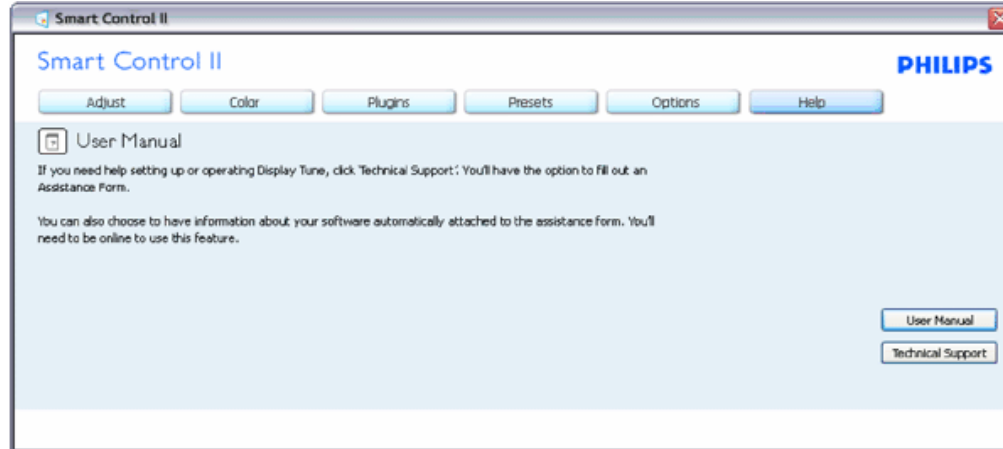 Smart Control II
Smart Control II
PHILIPS
Adjust Color Plugins Presets Options Help
User Manual
If you need help setting up or operating Display Tune, click 'Technical Support'. You'll have the option to fill out an
Assistance Form.
You can also choose to have information about your software automatically attached to the assistance form. You'll
need to be online to use this feature.
User Manual
Technical Support